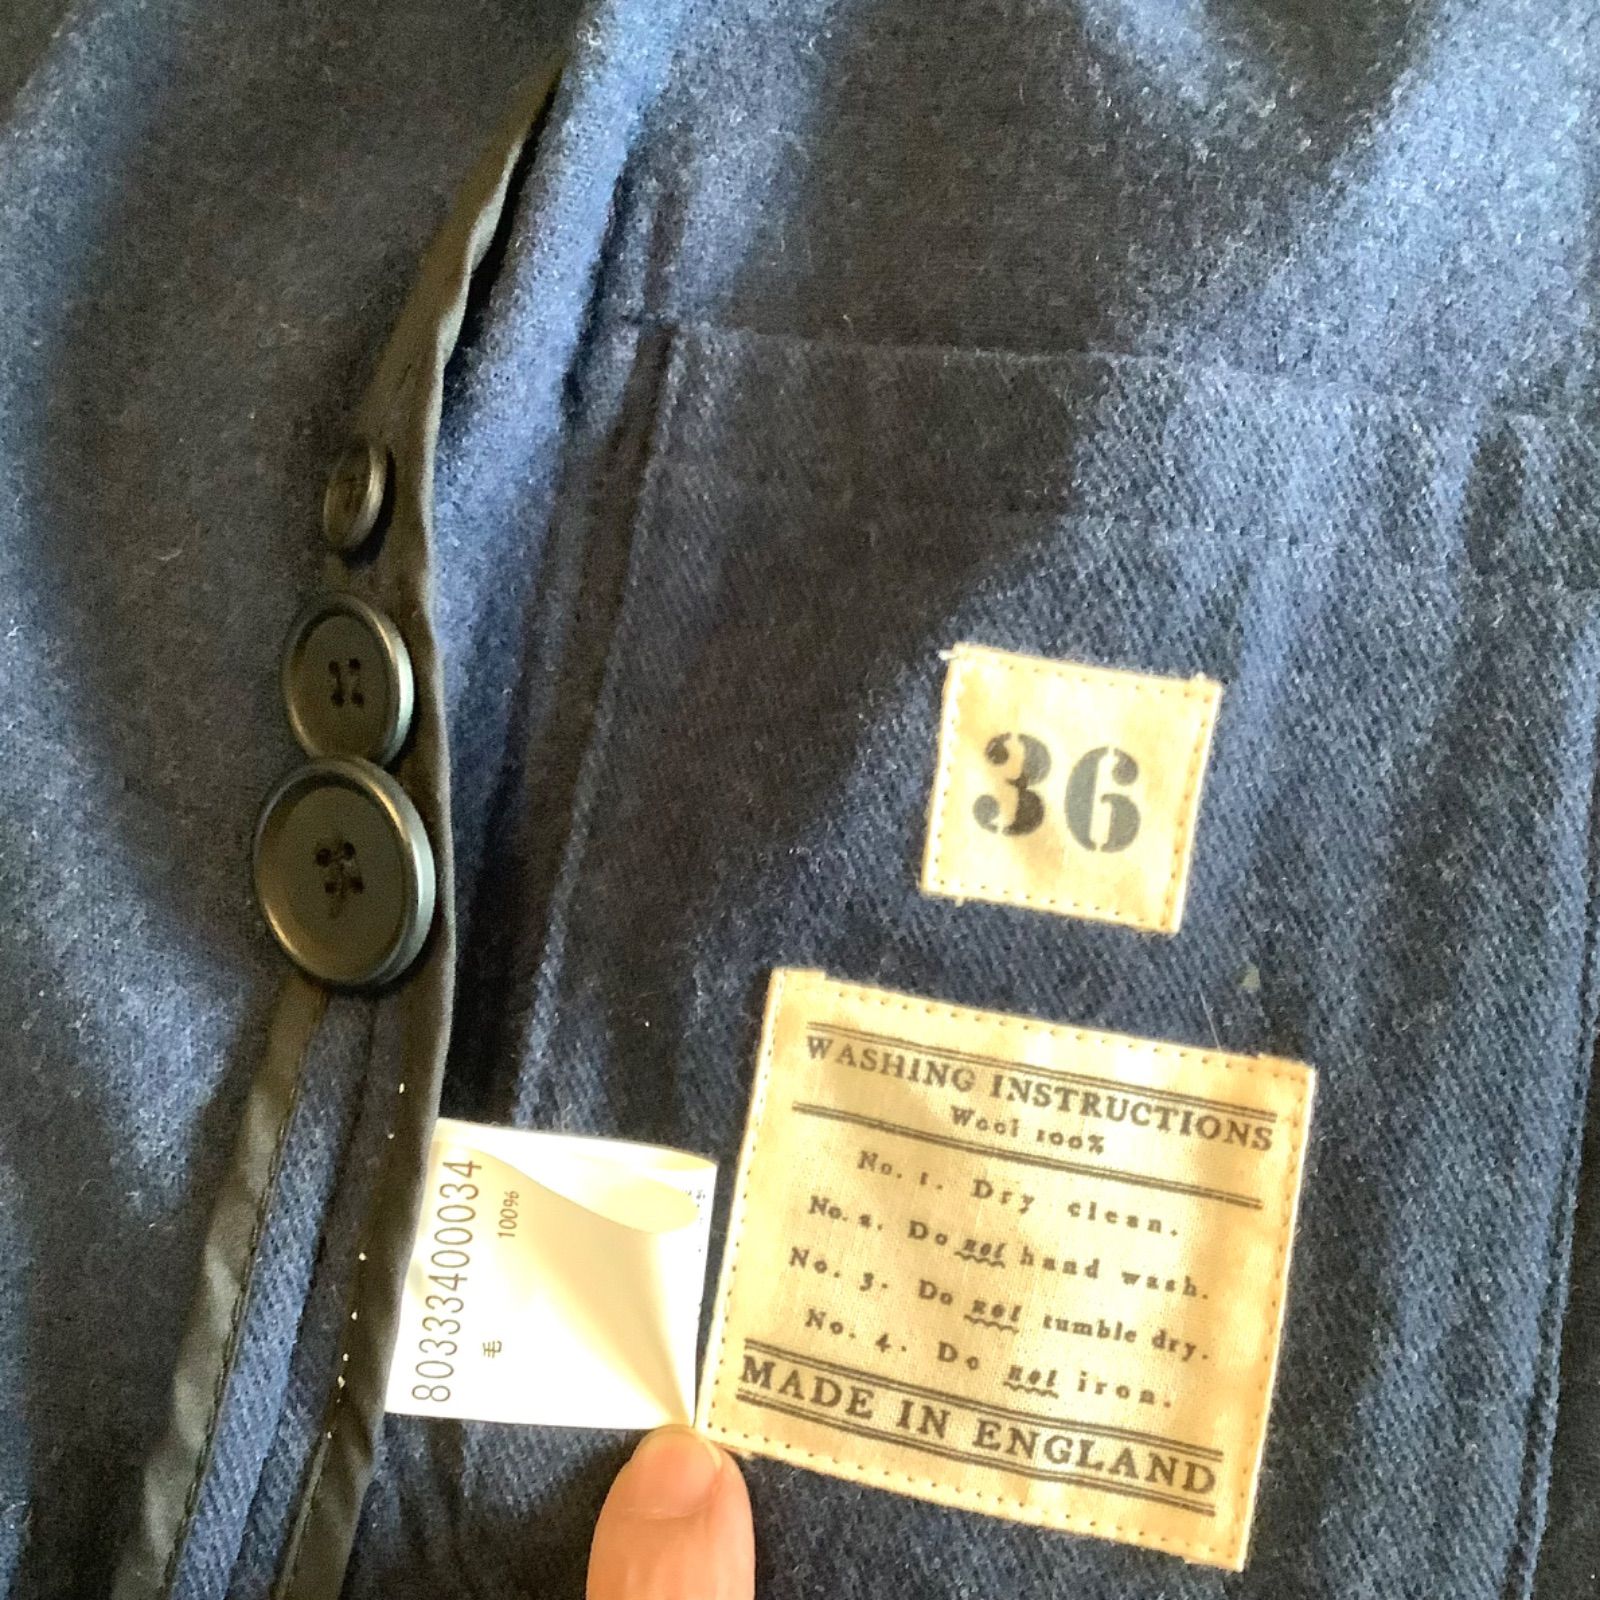 36
WASHING INSTRUCTIONS
Wool 100%
No. 1. Dry clean.
No. 2. Do not hand wash.
No. 3. Do not tumble dry.
No. 4. Do not iron.
MADE IN ENGLAND
803334000034
毛 100%